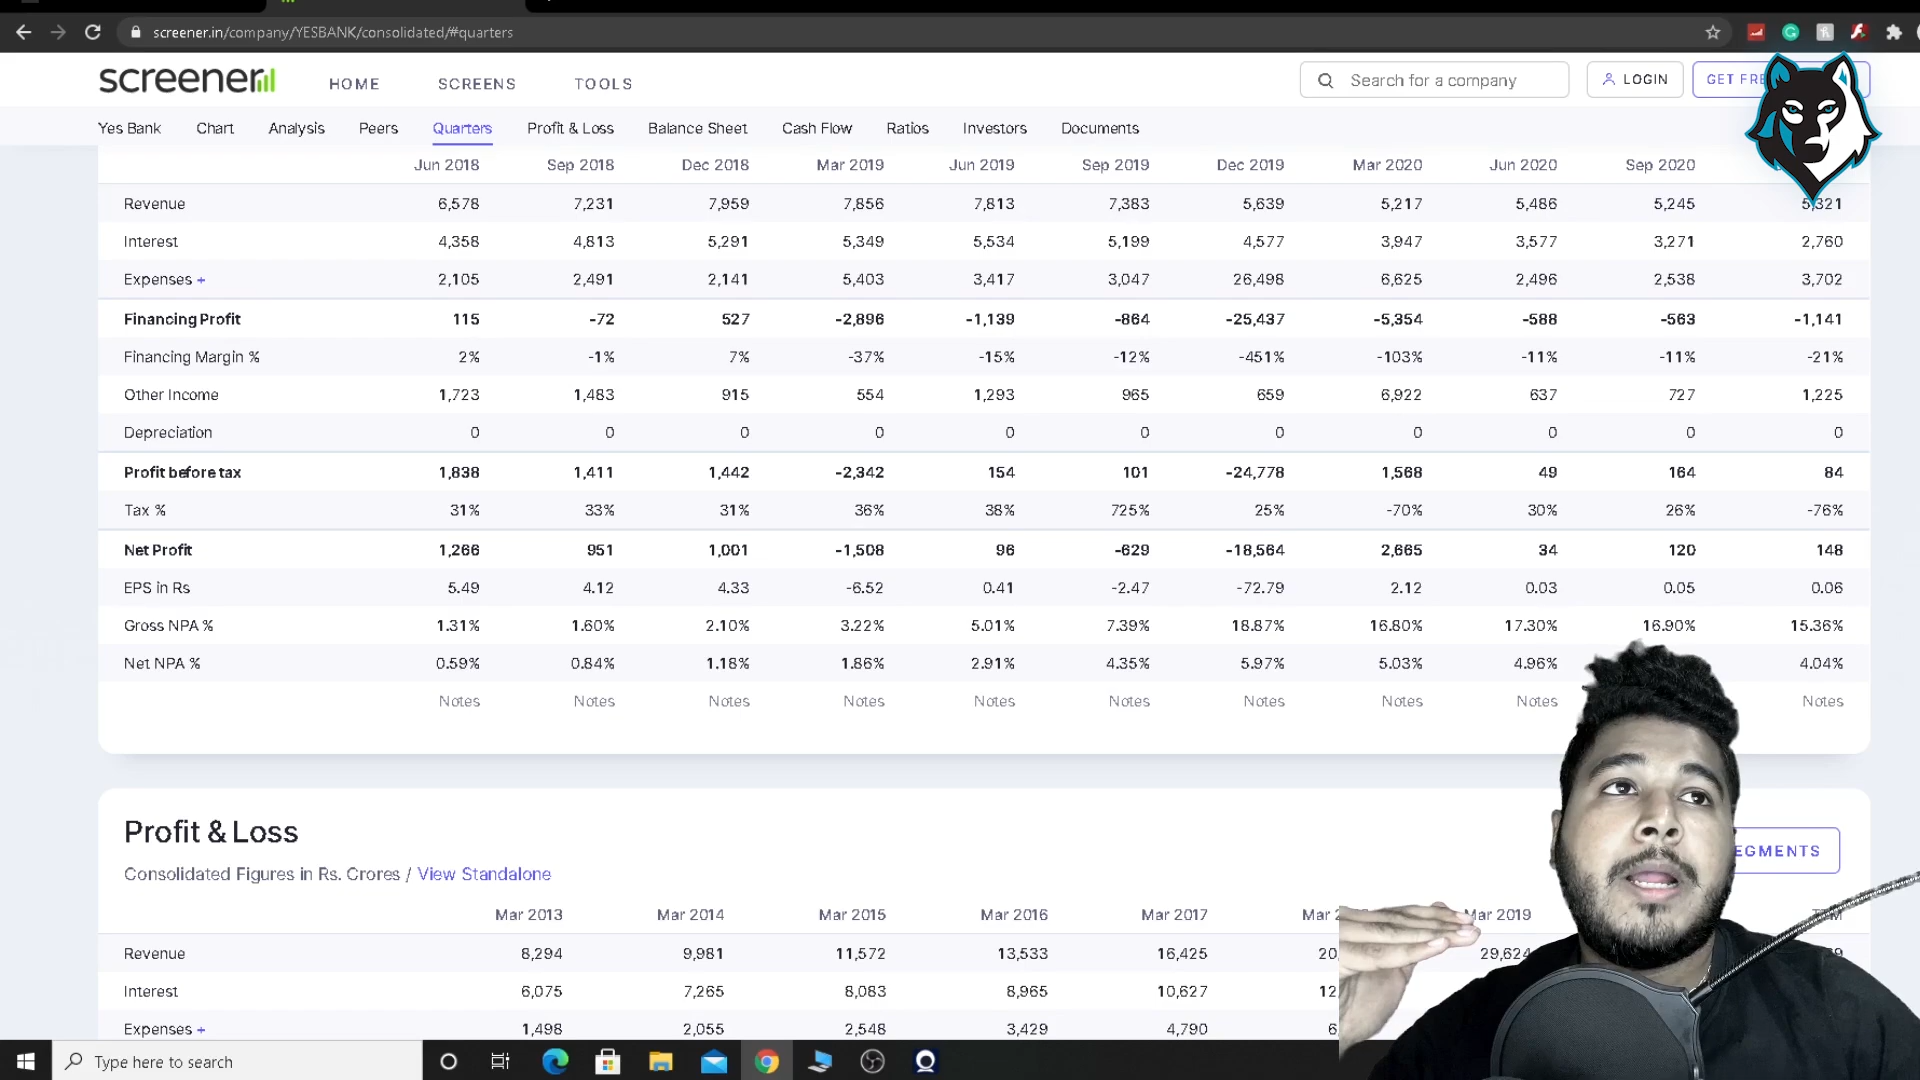 screener.in/company/YESBANK/consolidated/#quarters
screener HOME SCREENS TOOLS Search for a company LOGIN GET
Yes Bank Chart Analysis Peers Quarters Profit & Loss Balance Sheet Cash Flow Ratios Investors Documents
Jun 2018 Sep 2018 Dec 2018 Mar 2019 Jun 2019 Sep 2019 Dec 2019 Mar 2020 Jun 2020 Sep 2020
Revenue 6,578 7,231 7,959 7,856 7,813 7,383 5,639 5,217 5,486 5,245 5,321
Interest 4,358 4,813 5,291 5,349 5,534 5,199 4,577 3,947 3,577 3,271 2,760
Expenses + 2,105 2,491 2,141 5,403 3,417 3,047 26,498 6,625 2,496 2,538 3,702
Financing Profit 115 -72 527 -2,896 -1,139 -864 -25,437 -5,354 -588 -563 -1,141
Financing Margin % 2% -1% 7% -37% -15% -12% -451% -103% -11% -11% -21%
Other Income 1,723 1,483 915 554 1,293 965 659 6,922 637 727 1,225
Depreciation 0 0 0 0 0 0 0 0 0 0 0
Profit before tax 1,838 1,411 1,442 -2,342 154 101 -24,778 1,568 49 164 84
Tax % 31% 33% 31% 36% 38% 725% 25% -70% 30% 26% -76%
Net Profit 1,266 951 1,001 -1,508 96 -629 -18,564 2,665 34 120 148
EPS in Rs 5.49 4.12 4.33 -6.52 0.41 -2.47 -72.79 2.12 0.03 0.05 0.06
Gross NPA % 1.31% 1.60% 2.10% 3.22% 5.01% 7.39% 18.87% 16.80% 17.30% 16.90% 15.36%
Net NPA % 0.59% 0.84% 1.18% 1.86% 2.91% 4.35% 5.97% 5.03% 4.96% 4.04%
Notes Notes Notes Notes Notes Notes Notes Notes Notes Notes
Profit & Loss
Consolidated Figures in Rs. Crores / View Standalone
Mar 2013 Mar 2014 Mar 2015 Mar 2016 Mar 2017 Mar Mar 2019
Revenue 8,294 9,981 11,572 13,533 16,425 29,624
Interest 6,075 7,265 8,083 8,965 10,627
Expenses + 1,498 2,055 2,548 3,429 4,790
Type here to search